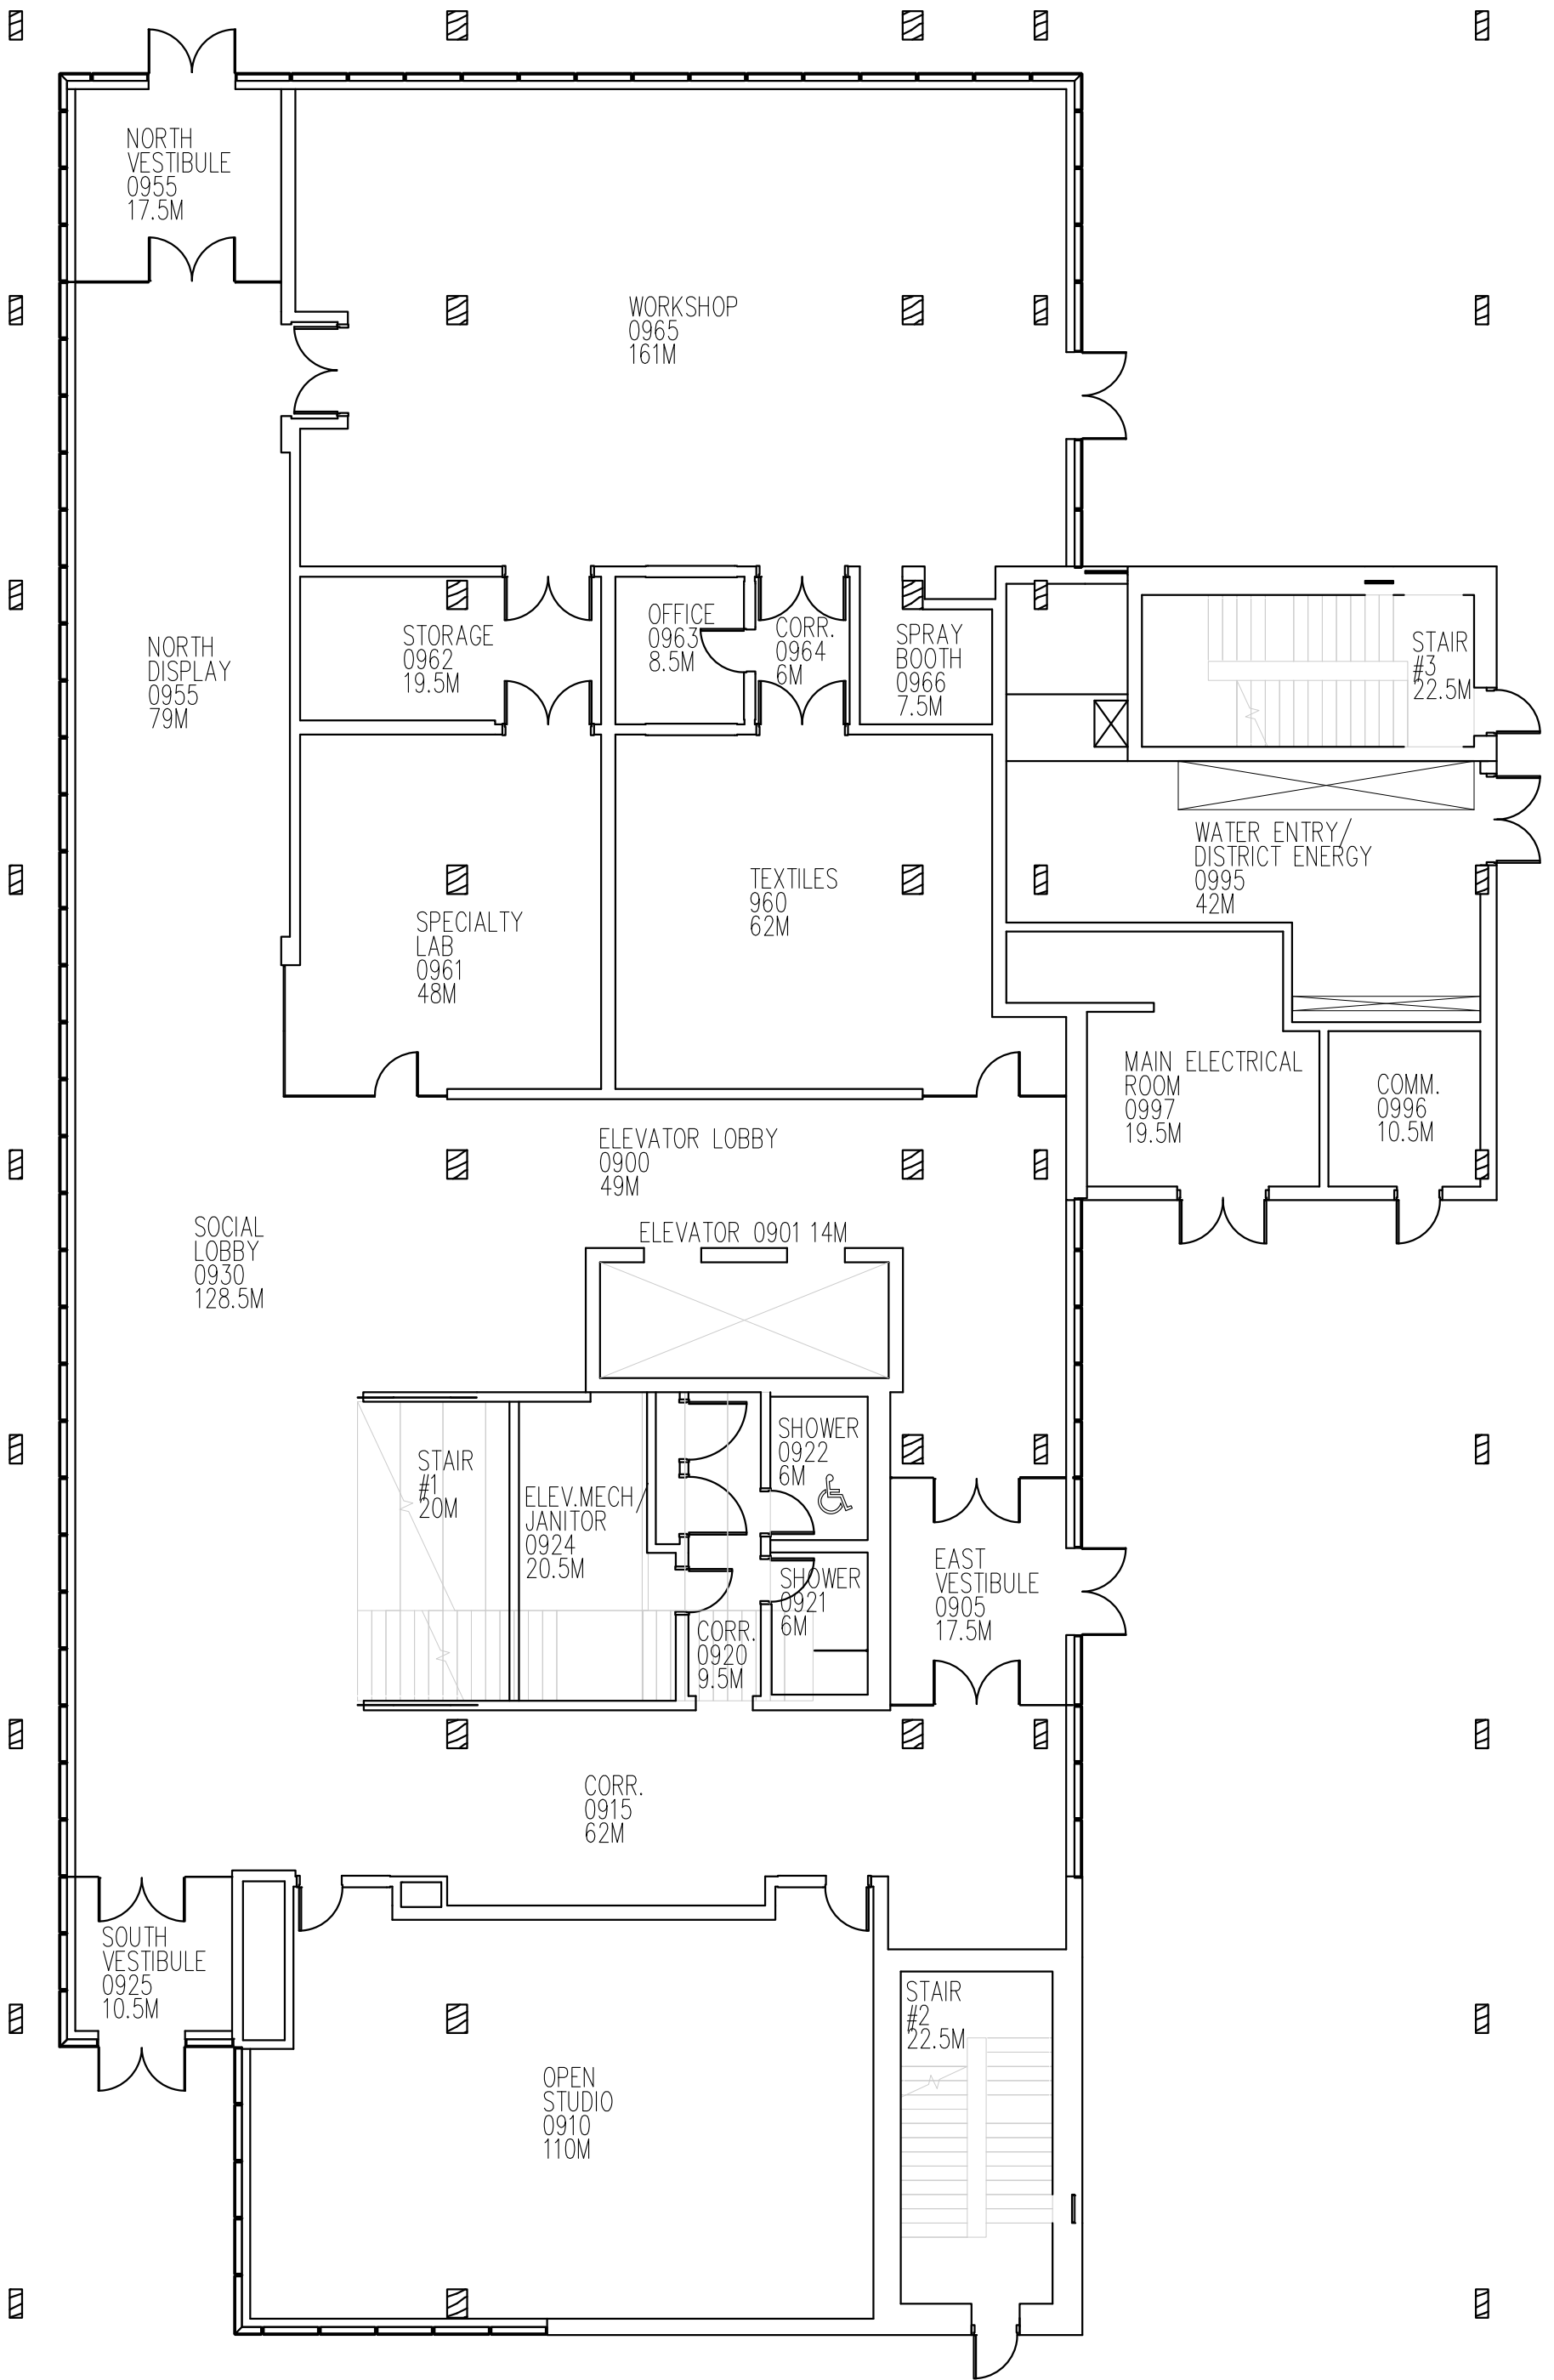 NORTH
VESTIBULE
0955
17.5M
WORKSHOP
0965
161M
NORTH
DISPLAY
0955
79M
STORAGE
0962
19.5M
OFFICE
0963
8.5M
CORR.
0964
6M
SPRAY
BOOTH
0966
7.5M
STAIR
#3
22.5M
WATER ENTRY/
DISTRICT ENERGY
0995
42M
SPECIALTY
LAB
0961
48M
TEXTILES
960
62M
MAIN ELECTRICAL
ROOM
0997
19.5M
COMM.
0996
10.5M
ELEVATOR LOBBY
0900
49M
SOCIAL
LOBBY
0930
128.5M
ELEVATOR 0901 14M
STAIR
#1
20M
ELEV.MECH/
JANITOR
0924
20.5M
SHOWER
0922
6M
SHOWER
0921
6M
CORR.
0920
9.5M
EAST
VESTIBULE
0905
17.5M
CORR.
0915
62M
SOUTH
VESTIBULE
0925
10.5M
STAIR
#2
22.5M
OPEN
STUDIO
0910
110M